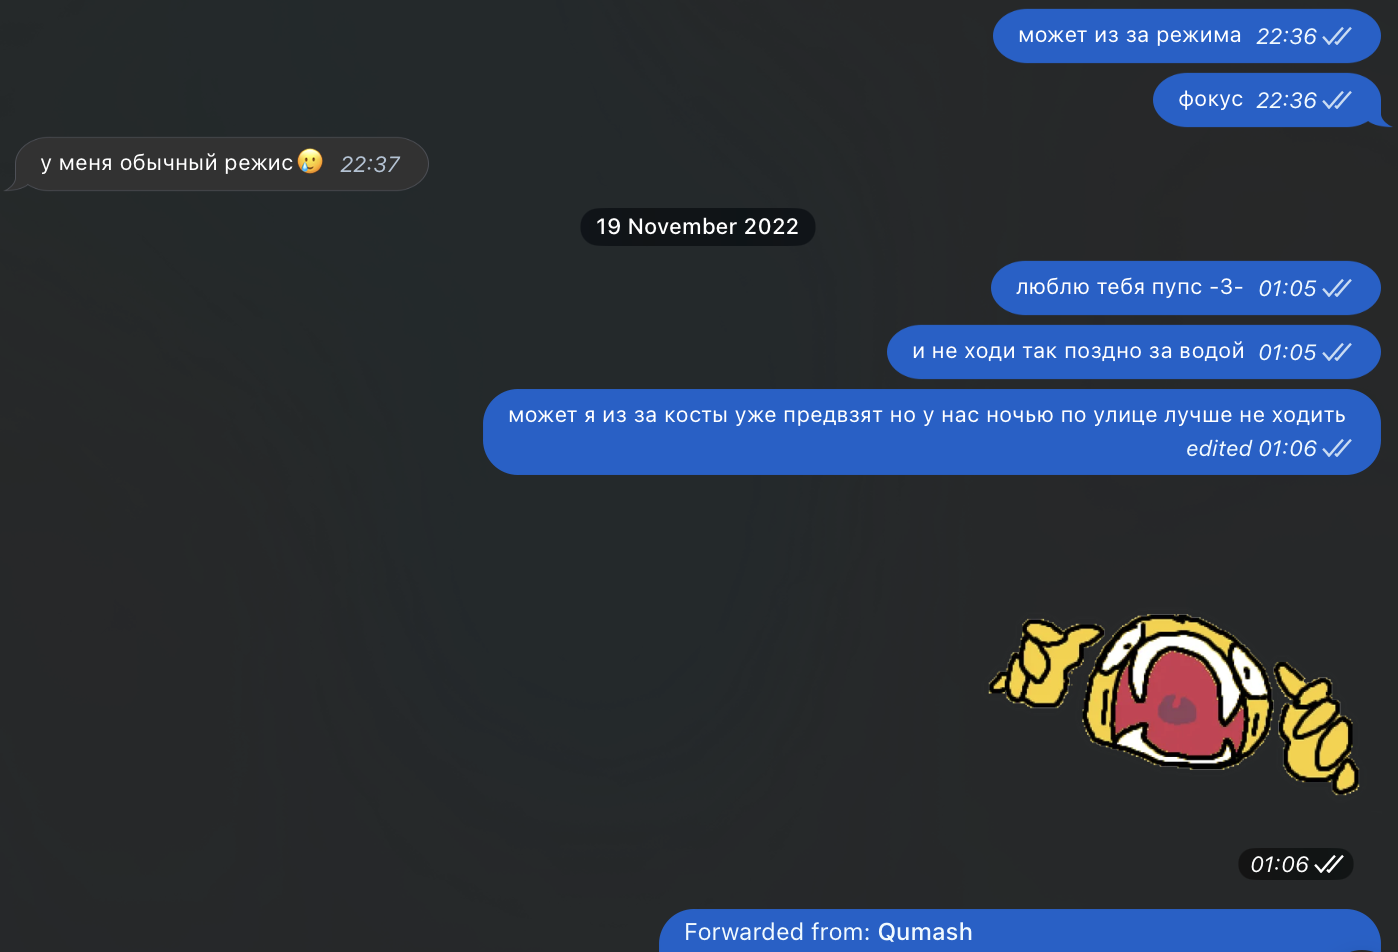 может из за режима 22:36
фокус 22:36
у меня обычный режис🥲 22:37
19 November 2022
люблю тебя пупс -3- 01:05
и не ходи так поздно за водой 01:05
может я из за косты уже предвзят но у нас ночью по улице лучше не ходить
edited 01:06
01:06
Forwarded from: Qumash